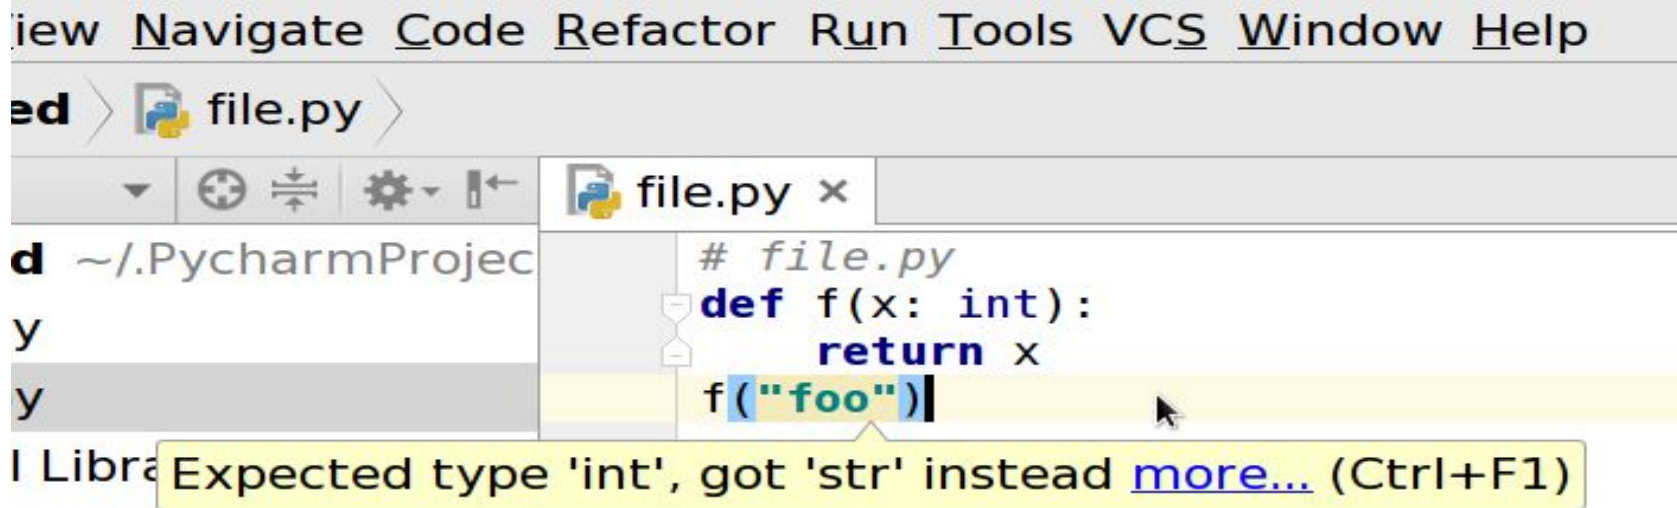 iew Navigate Code Refactor Run Tools VCS Window Help
ed file.py
file.py ×
d ~/.PycharmProjec
y
y
l Libra
# file.py
def f(x: int):
    return x
f("foo")
Expected type 'int', got 'str' instead more... (Ctrl+F1)